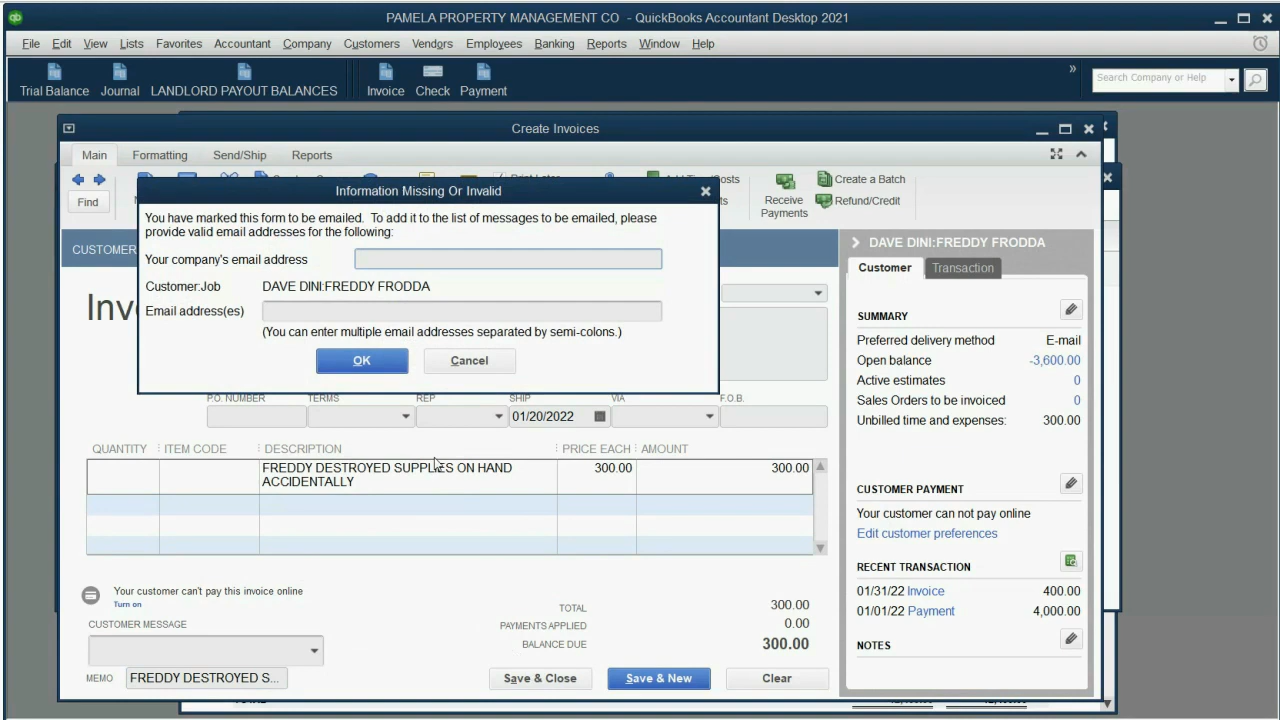 PAMELA PROPERTY MANAGEMENT CO - QuickBooks Accountant Desktop 2021
File Edit View Lists Favorites Accountant Company Customers Vendors Employees Banking Reports Window Help
Trial Balance Journal LANDLORD PAYOUT BALANCES Invoice Check Payment
» Search Company or Help
Create Invoices
Main Formatting Send/Ship Reports
Find
Receive Payments
Create a Batch
Refund/Credit
Information Missing Or Invalid
You have marked this form to be emailed. To add it to the list of messages to be emailed, please
provide valid email addresses for the following:
Your company's email address
Customer:Job DAVE DINI:FREDDY FRODDA
Email address(es)
(You can enter multiple email addresses separated by semi-colons.)
OK Cancel
CUSTOMER
P.O. NUMBER TERMS REP SHIP VIA F.O.B.
01/20/2022
QUANTITY ITEM CODE DESCRIPTION PRICE EACH AMOUNT
FREDDY DESTROYED SUPPLIES ON HAND 300.00 300.00
ACCIDENTALLY
Your customer can't pay this invoice online
Turn on
CUSTOMER MESSAGE
TOTAL 300.00
PAYMENTS APPLIED 0.00
BALANCE DUE 300.00
MEMO FREDDY DESTROYED S...
Save & Close Save & New Clear
DAVE DINI:FREDDY FRODDA
Customer Transaction
SUMMARY
Preferred delivery method E-mail
Open balance -3,600.00
Active estimates 0
Sales Orders to be invoiced 0
Unbilled time and expenses: 300.00
CUSTOMER PAYMENT
Your customer can not pay online
Edit customer preferences
RECENT TRANSACTION
01/31/22 Invoice 400.00
01/01/22 Payment 4,000.00
NOTES